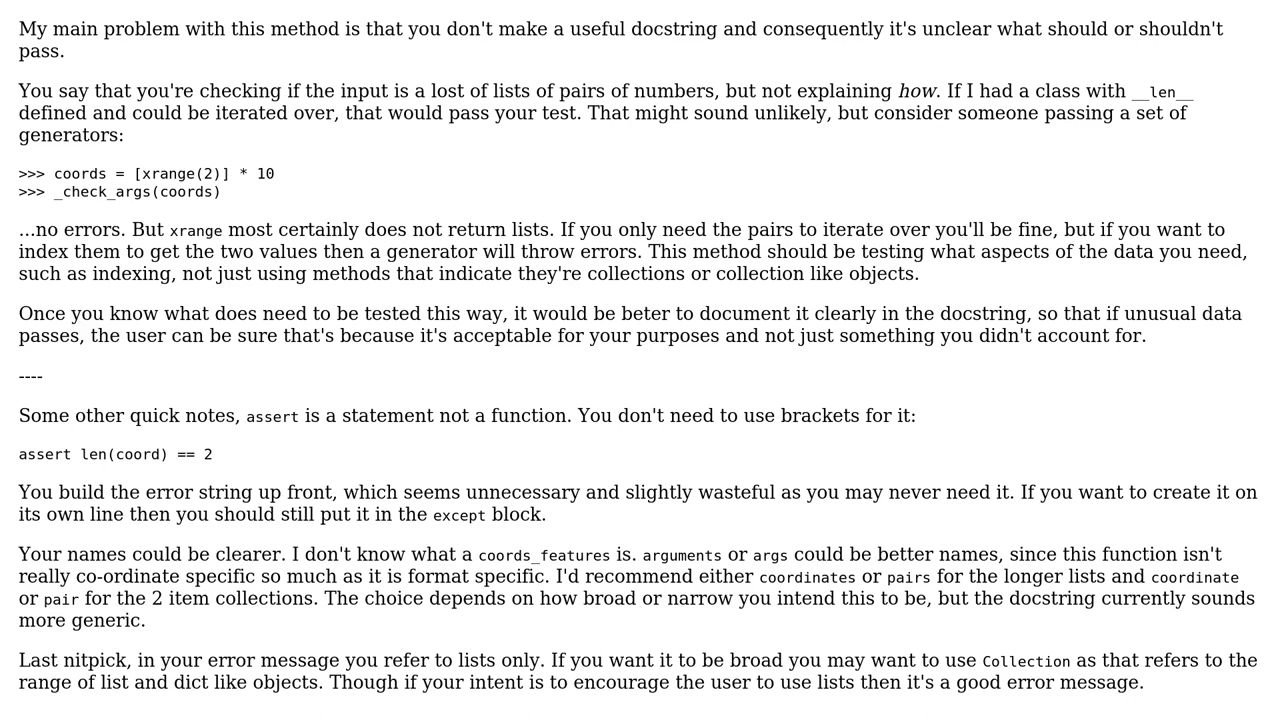 My main problem with this method is that you don't make a useful docstring and consequently it's unclear what should or shouldn't
pass.
You say that you're checking if the input is a lost of lists of pairs of numbers, but not explaining how. If I had a class with __len__
defined and could be iterated over, that would pass your test. That might sound unlikely, but consider someone passing a set of
generators:
>>> coords = [xrange(2)] * 10
>>> _check_args(coords)
...no errors. But xrange most certainly does not return lists. If you only need the pairs to iterate over you'll be fine, but if you want to
index them to get the two values then a generator will throw errors. This method should be testing what aspects of the data you need,
such as indexing, not just using methods that indicate they're collections or collection like objects.
Once you know what does need to be tested this way, it would be beter to document it clearly in the docstring, so that if unusual data
passes, the user can be sure that's because it's acceptable for your purposes and not just something you didn't account for.
----
Some other quick notes, assert is a statement not a function. You don't need to use brackets for it:
assert len(coord) == 2
You build the error string up front, which seems unnecessary and slightly wasteful as you may never need it. If you want to create it on
its own line then you should still put it in the except block.
Your names could be clearer. I don't know what a coords_features is. arguments or args could be better names, since this function isn't
really co-ordinate specific so much as it is format specific. I'd recommend either coordinates or pairs for the longer lists and coordinate
or pair for the 2 item collections. The choice depends on how broad or narrow you intend this to be, but the docstring currently sounds
more generic.
Last nitpick, in your error message you refer to lists only. If you want it to be broad you may want to use Collection as that refers to the
range of list and dict like objects. Though if your intent is to encourage the user to use lists then it's a good error message.